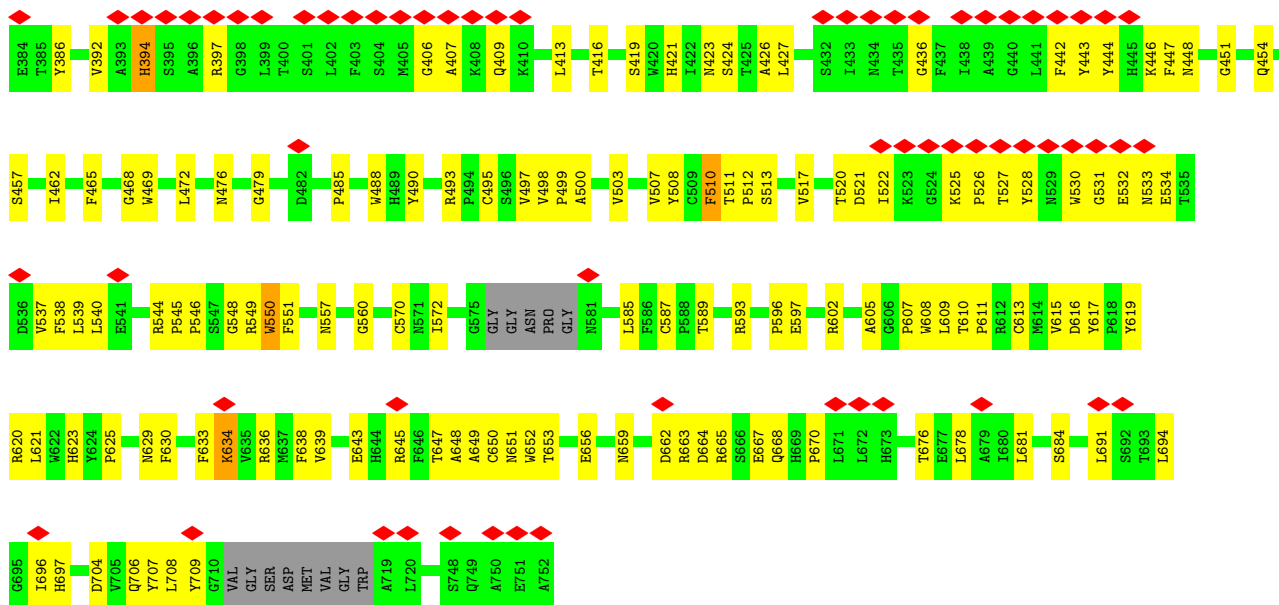 E384 T385 Y386 V392 A393 H394 S395 A396 R397 G398 L399 T400 S401 L402 F403 S404 M405 G406 A407 K408 Q409 K410 L413 T416 S419 W420 H421 I422 N423 S424 T425 A426 L427 S432 I433 N434 T435 G436 F437 I438 A439 G440 L441 F442 Y443 Y444 H445 K446 F447 N448 G451 Q454
S457 I462 F465 G468 W469 L472 N476 G479 D482 P485 W488 H489 Y490 R493 P494 C495 S496 V497 V498 P499 A500 V503 V507 Y508 C509 F510 T511 P512 S513 V517 T520 D521 I522 K523 G524 K525 P526 T527 Y528 N529 W530 G531 E532 N533 E534 T535
D536 V537 F538 L539 L540 E541 R544 P545 P546 S547 G548 R549 W550 F551 N557 G560 C570 N571 I572 G575 GLY GLY ASN PRO GLY N581 L585 F586 C587 P588 T589 R593 P596 E597 R602 A605 G606 P607 W608 L609 T610 P611 R612 C613 M614 V615 D616 Y617 P618 Y619
R620 L621 W622 H623 Y624 P625 N629 F630 F633 K634 V635 R636 M637 F638 V639 E643 H644 R645 F646 T647 A648 A649 C650 N651 W652 T653 E656 N659 D662 R663 D664 R665 S666 E667 Q668 H669 P670 L671 L672 H673 T676 E677 L678 A679 I680 L681 S684 L691 S692 T693 L694
G695 I696 H697 D704 V705 Q706 Y707 L708 Y709 G710 VAL GLY SER ASP MET VAL GLY TRP A719 L720 S748 Q749 A750 E751 A752